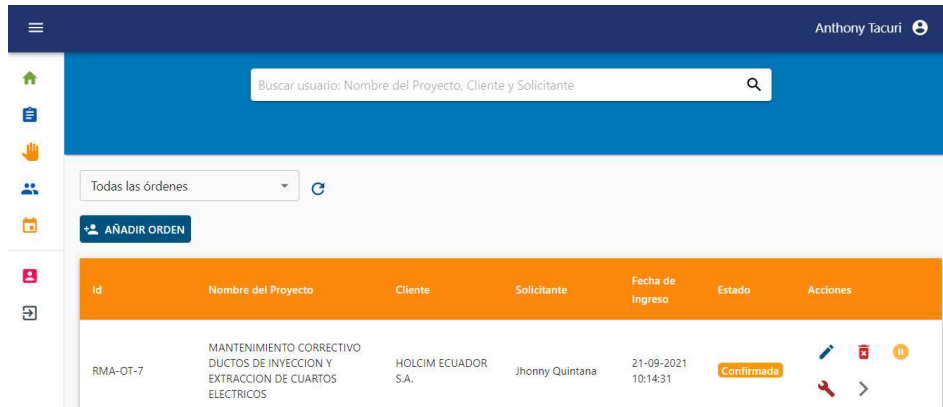 Anthony Tacuri
Buscar usuario: Nombre del Proyecto, Cliente y Solicitante
Todas las órdenes
AÑADIR ORDEN
Id Nombre del Proyecto Cliente Solicitante Fecha de Ingreso Estado Acciones
RMA-OT-7
MANTENIMIENTO CORRECTIVO
DUCTOS DE INYECCION Y
EXTRACCION DE CUARTOS
ELECTRICOS
HOLCIM ECUADOR
S.A.
Jhonny Quintana
21-09-2021
10:14:31
Confirmada